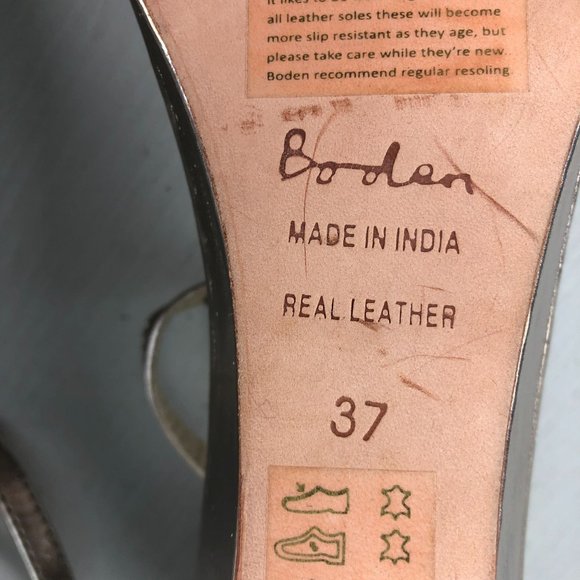 all leather soles these will become
more slip resistant as they age, but
please take care while they're new.
Boden recommend regular resoling.
Boden
MADE IN INDIA
REAL LEATHER
37